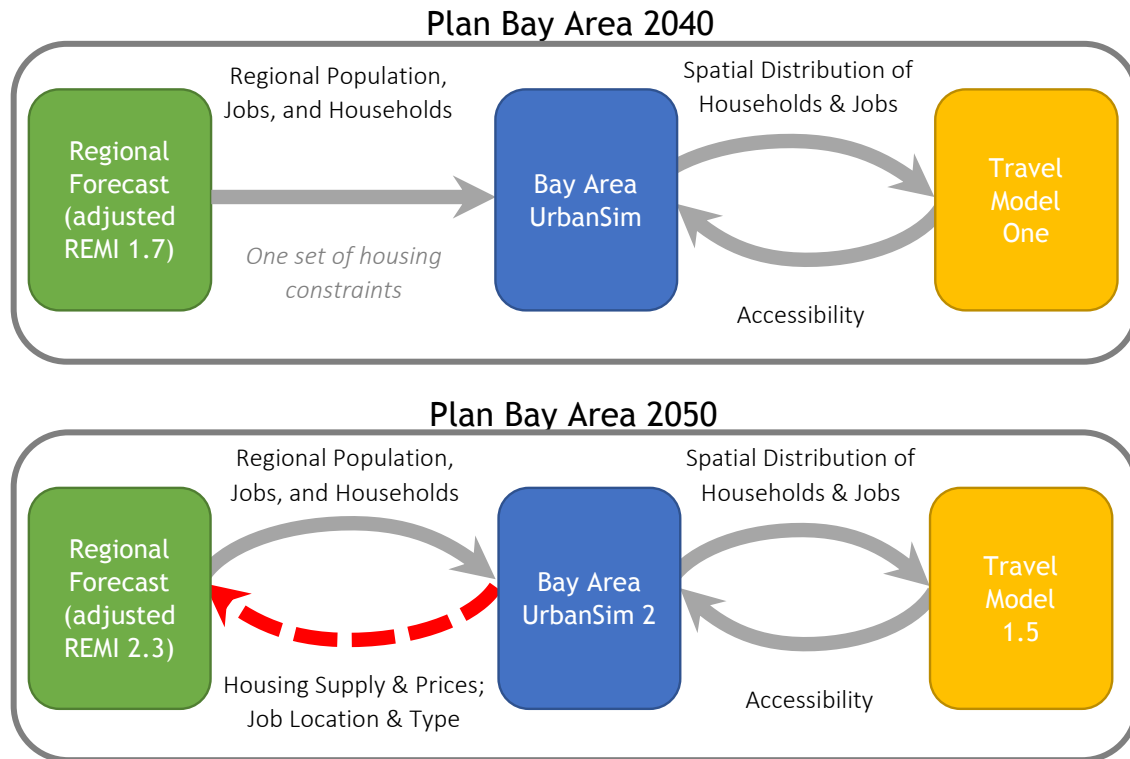 Plan Bay Area 2040
Regional Population,
Jobs, and Households
Spatial Distribution of
Households & Jobs
Regional
Forecast
(adjusted
REMI 1.7)
Bay Area
UrbanSim
Travel
Model
One
One set of housing
constraints
Accessibility
Plan Bay Area 2050
Regional Population,
Jobs, and Households
Spatial Distribution of
Households & Jobs
Regional
Forecast
(adjusted
REMI 2.3)
Bay Area
UrbanSim 2
Travel
Model
1.5
Housing Supply & Prices;
Job Location & Type
Accessibility